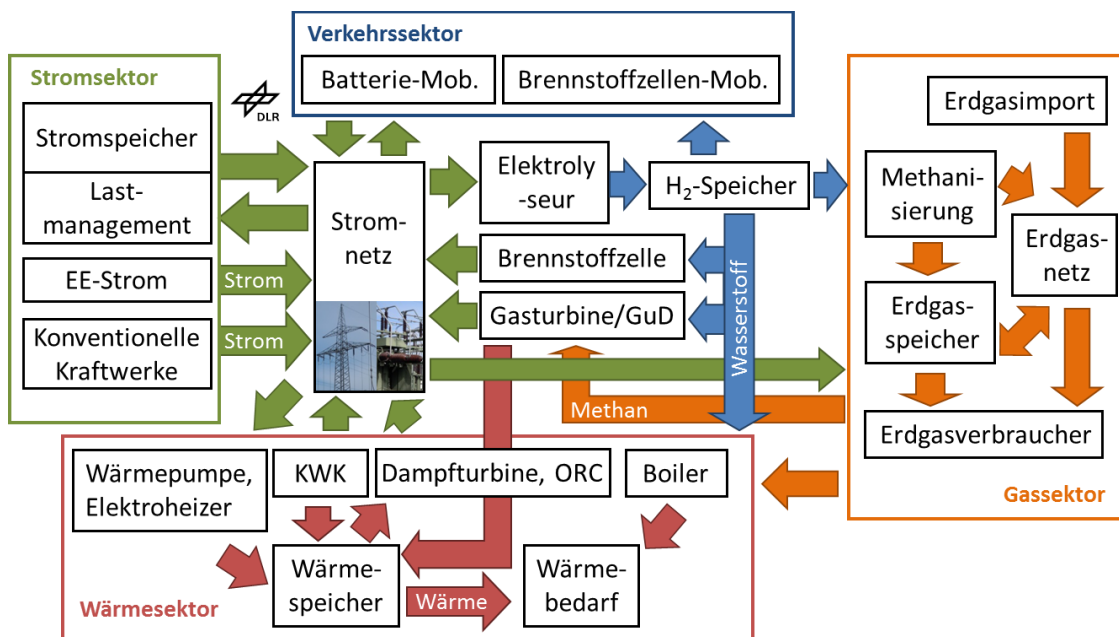 Verkehrssektor
Batterie-Mob.
Brennstoffzellen-Mob.
Stromsektor
DLR
Stromspeicher
Last-
management
EE-Strom
Strom
Konventionelle
Kraftwerke
Strom
Strom-
netz
Elektroly
-seur
H₂-Speicher
Brennstoffzelle
Gasturbine/GuD
Wasserstoff
Methan
Erdgasimport
Methani-
sierung
Erdgas-
netz
Erdgas-
speicher
Erdgasverbraucher
Gassektor
Wärmepumpe,
Elektroheizer
KWK
Dampfturbine, ORC
Boiler
Wärme-
speicher
Wärme
Wärme-
bedarf
Wärmesektor